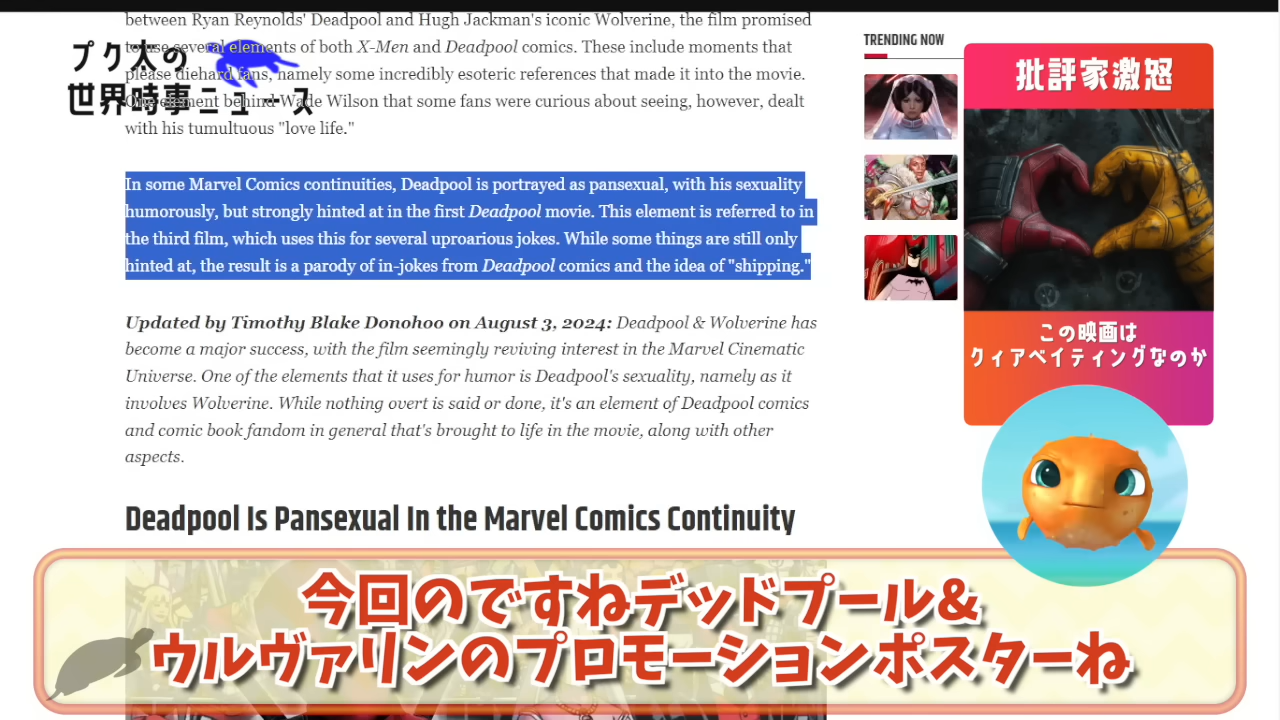 between Ryan Reynolds' Deadpool and Hugh Jackman's iconic Wolverine, the film promised
to use several elements of both X-Men and Deadpool comics. These include moments that
please diehard fans, namely some incredibly esoteric references that made it into the movie.
One element behind Wade Wilson that some fans were curious about seeing, however, dealt
with his tumultuous "love life."
プク太の
世界時事ニュース
In some Marvel Comics continuities, Deadpool is portrayed as pansexual, with his sexuality
humorously, but strongly hinted at in the first Deadpool movie. This element is referred to in
the third film, which uses this for several uproarious jokes. While some things are still only
hinted at, the result is a parody of in-jokes from Deadpool comics and the idea of "shipping."
Updated by Timothy Blake Donohoo on August 3, 2024: Deadpool & Wolverine has
become a major success, with the film seemingly reviving interest in the Marvel Cinematic
Universe. One of the elements that it uses for humor is Deadpool's sexuality, namely as it
involves Wolverine. While nothing overt is said or done, it's an element of Deadpool comics
and comic book fandom in general that's brought to life in the movie, along with other
aspects.
Deadpool Is Pansexual In the Marvel Comics Continuity
TRENDING NOW
批評家激怒
この映画は
クィアベイティングなのか
今回のですねデッドプール&
ウルヴァリンのプロモーションポスターね